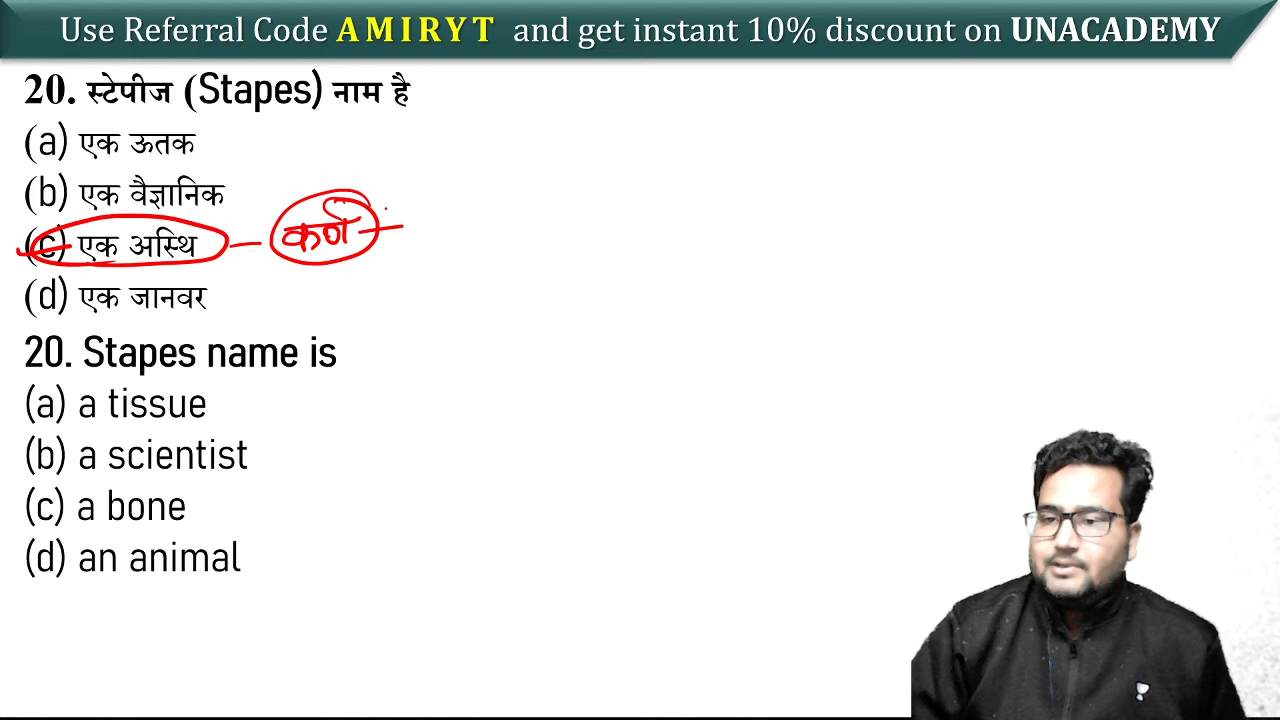 Use Referral Code AMIRYT and get instant 10% discount on UNACADEMY
20. स्टेपीज (Stapes) नाम है
(a) एक ऊतक
(b) एक वैज्ञानिक
(c) एक अस्थि – कर्ण –
(d) एक जानवर
20. Stapes name is
(a) a tissue
(b) a scientist
(c) a bone
(d) an animal